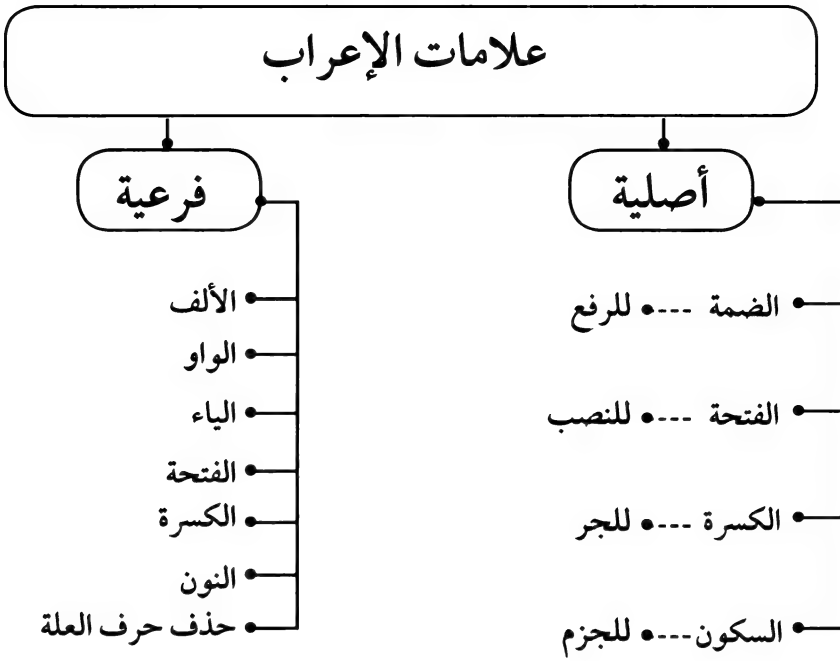 علامات الإعراب
أصلية
الضمة --- للرفع
الفتحة --- للنصب
الكسرة --- للجر
السكون --- للجزم
فرعية
الألف
الواو
الياء
الفتحة
الكسرة
النون
حذف حرف العلة